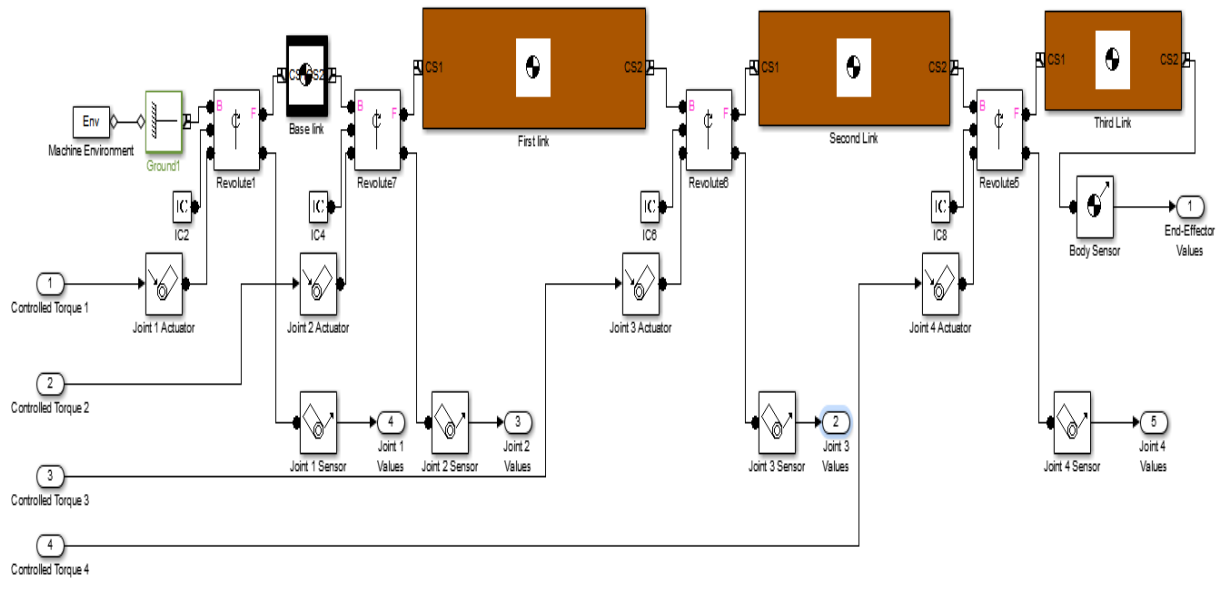 Env
Machine Environment
Ground1
B
F
Revolute1
CS1
CS2
Base link
B
F
Revolute7
CS1
CS2
First link
B
F
Revolute6
CS1
CS2
Second Link
B
F
Revolute5
CS1
CS2
Third Link
IC
IC2
IC
IC4
IC
IC6
IC
IC8
Body Sensor
1
End-Effector
Values
1
Controlled Torque 1
Joint 1 Actuator
Joint 2 Actuator
Joint 3 Actuator
Joint 4 Actuator
2
Controlled Torque 2
Joint 1 Sensor
4
Joint 1
Values
Joint 2 Sensor
3
Joint 2
Values
Joint 3 Sensor
2
Joint 3
Values
Joint 4 Sensor
5
Joint 4
Values
3
Controlled Torque 3
4
Controlled Torque 4